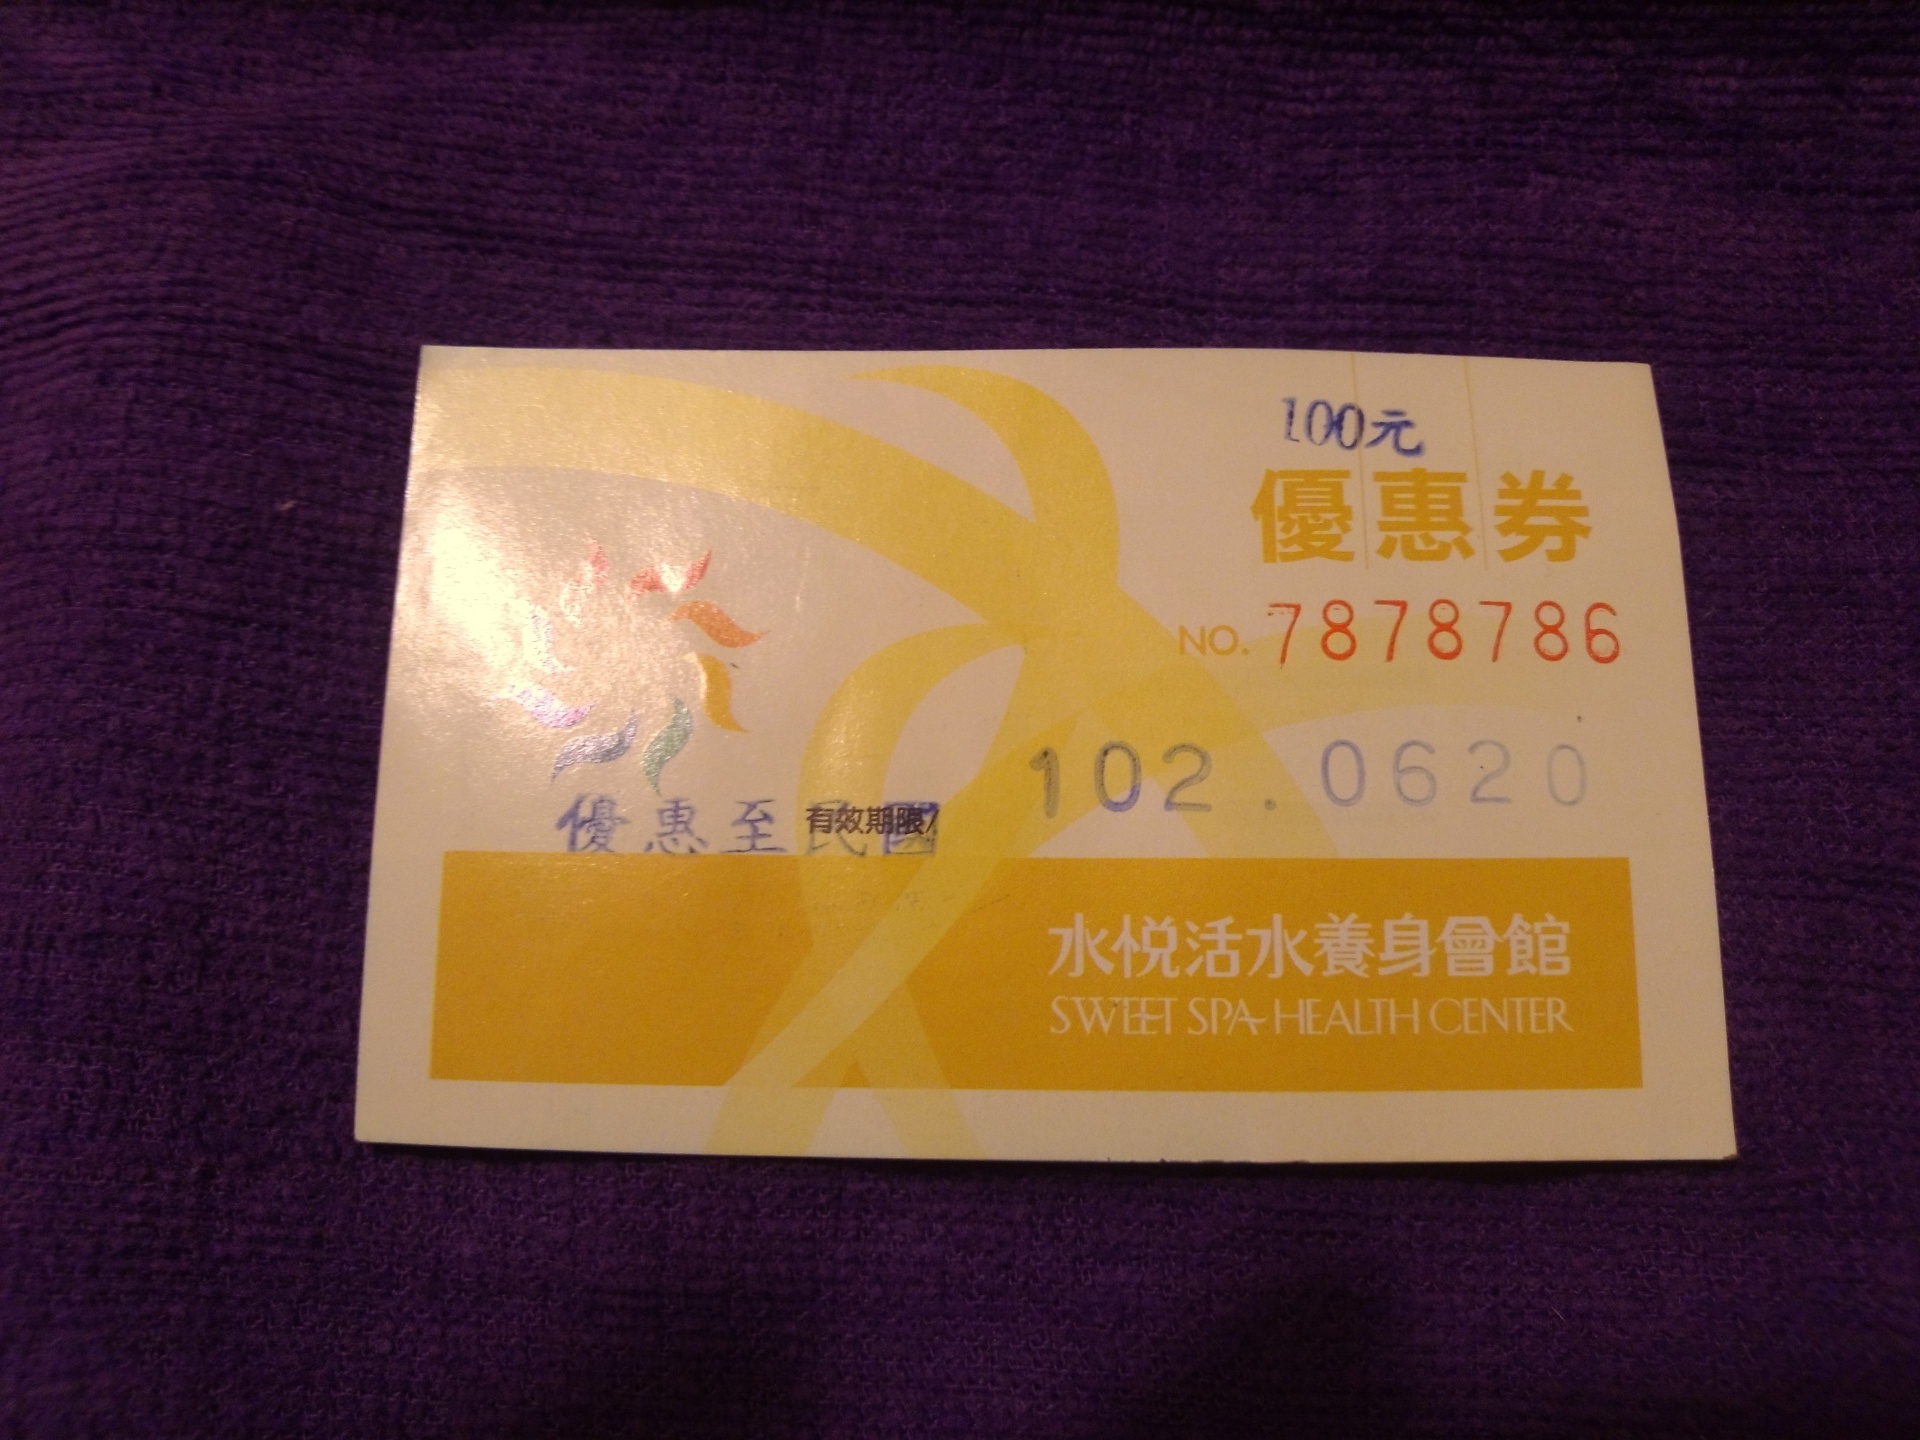 100元
優惠券
NO. 7878786
102.0620
有效期限/
優惠至民國
水悅活水養身會館
SWEET SPA HEALTH CENTER